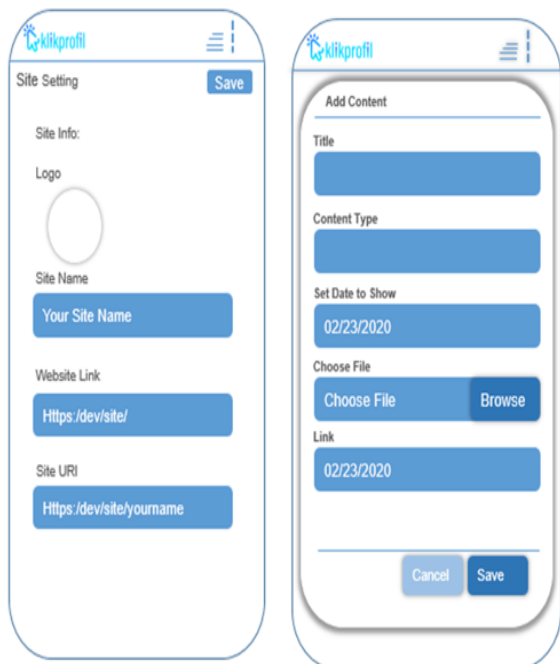 klikprofil
Site Setting
Save
Site Info:
Logo
Site Name
Your Site Name
Website Link
Https:/dev/site/
Site URI
Https:/dev/site/yourname
klikprofil
Add Content
Title
Content Type
Set Date to Show
02/23/2020
Choose File
Choose File
Browse
Link
02/23/2020
Cancel
Save